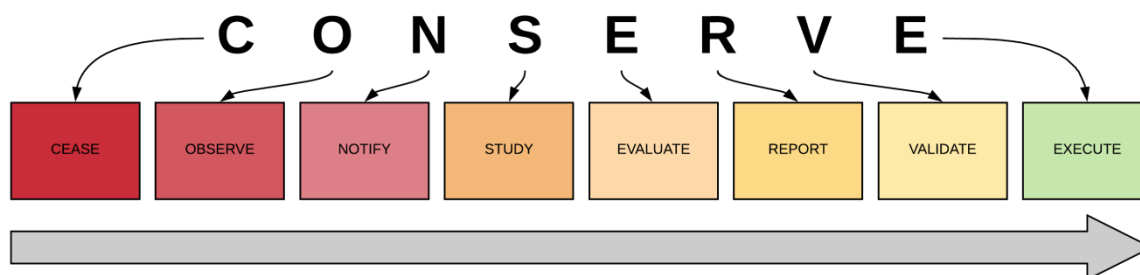 C O N S E R V E
CEASE OBSERVE NOTIFY STUDY EVALUATE REPORT VALIDATE EXECUTE